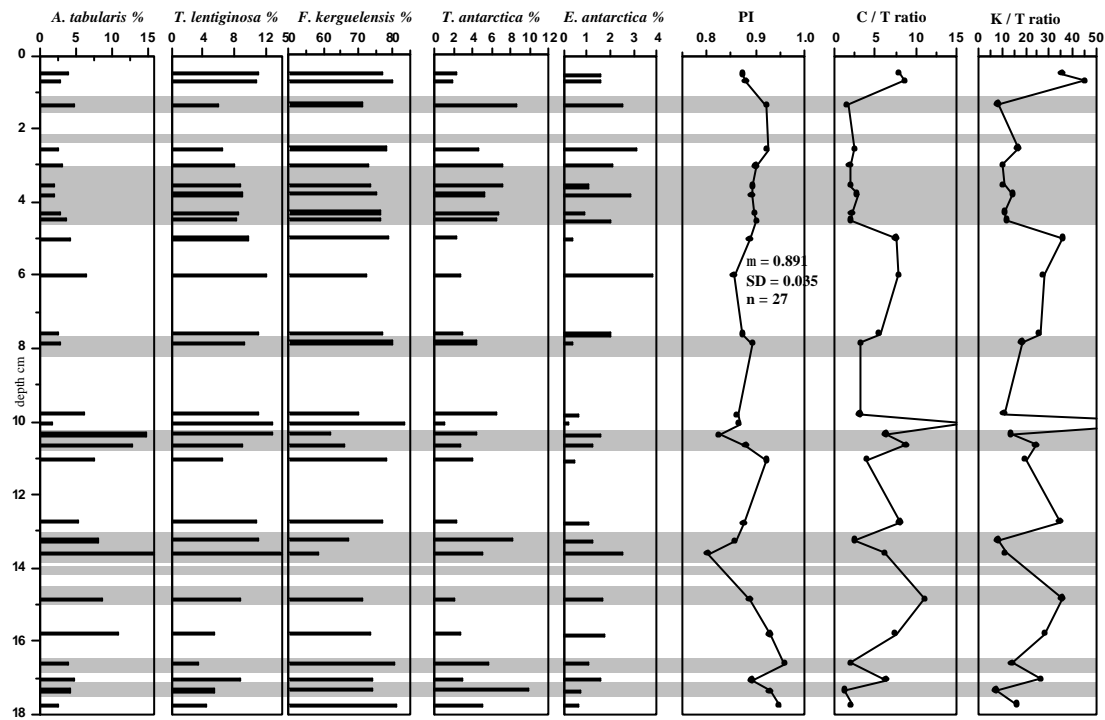 A. tabularis %
T. lentiginosa %
F. kerguelensis %
T. antarctica %
E. antarctica %
PI
C / T ratio
K / T ratio
0 5 10 15
0 4 8 12
50 60 70 80
0 2 4 6 8 10 12
0 1 2 3 4
0.8 0.9 1.0
0 5 10 15
0 10 20 30 40 50
0
2
4
6
8
10
12
14
16
18
depth cm
m = 0.891
SD = 0.035
n = 27